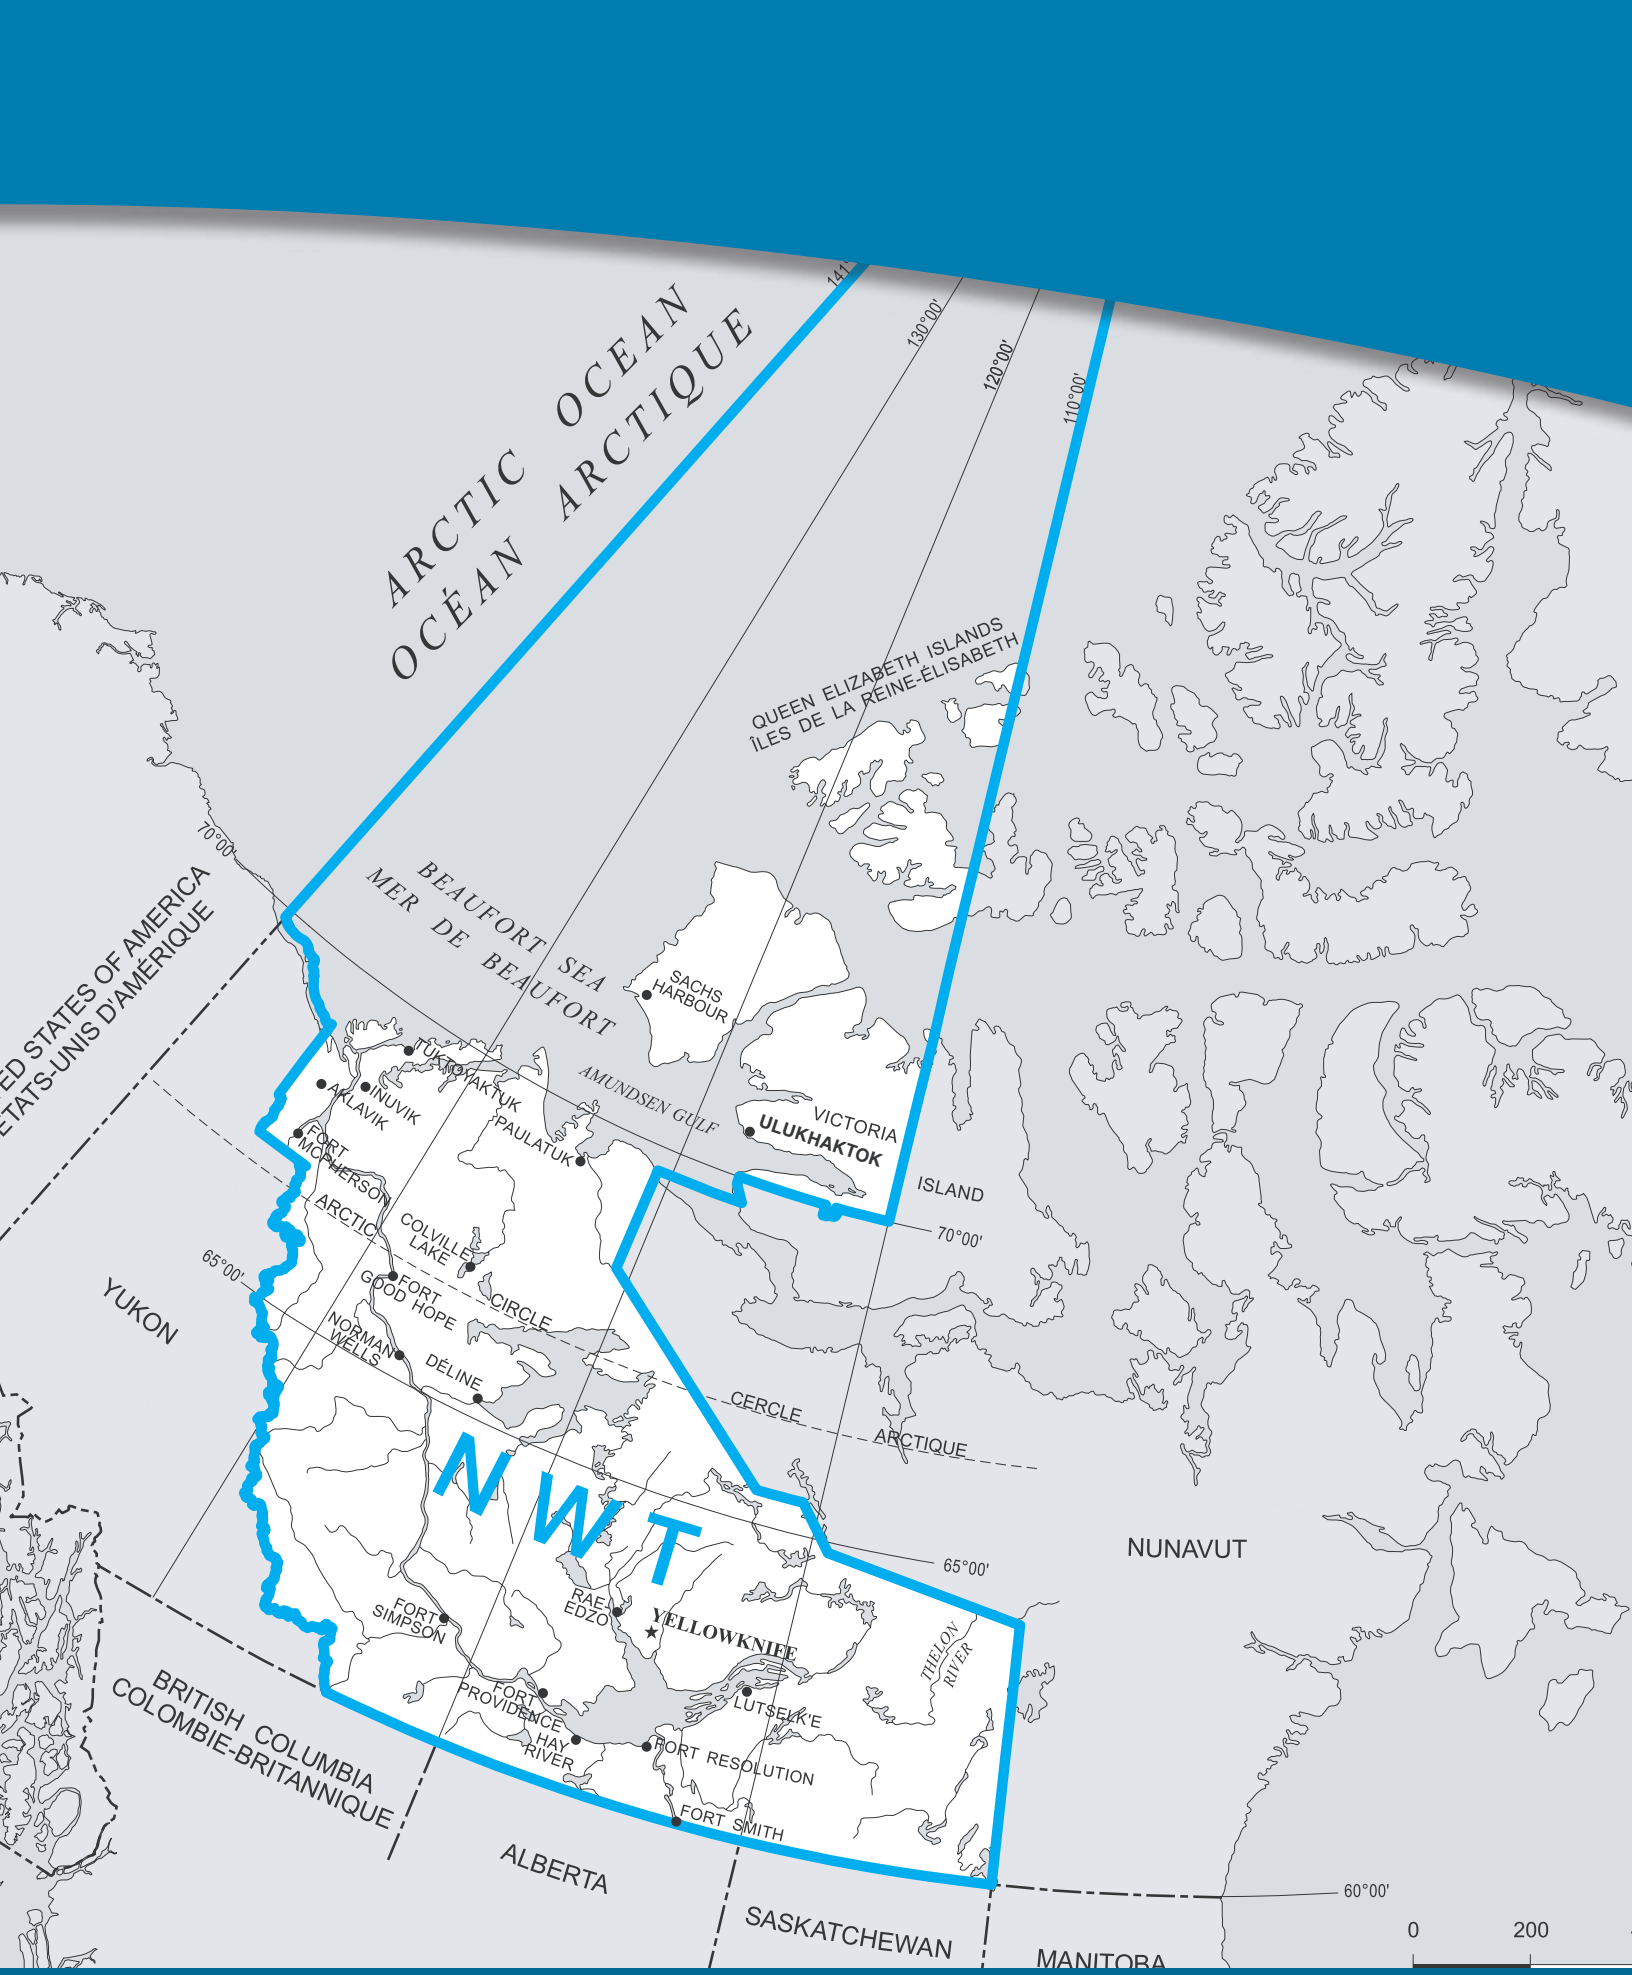 141°
130°00'
120°00'
110°00'
ARCTIC OCEAN
OCÉAN ARCTIQUE
QUEEN ELIZABETH ISLANDS
ÎLES DE LA REINE-ÉLISABETH
70°00'
BEAUFORT SEA
MER DE BEAUFORT
ED STATES OF AMERICA
ÉTATS-UNIS D'AMÉRIQUE
SACHS
HARBOUR
TUKTOYAKTUK
INUVIK
AKLAVIK
AMUNDSEN GULF
VICTORIA
ISLAND
ULUKHAKTOK
PAULATUK
FORT
MCPHERSON
ARCTIC
CIRCLE
COLVILLE
LAKE
70°00'
65°00'
FORT
GOOD HOPE
YUKON
NORMAN
WELLS
DÉLINE
CERCLE
ARCTIQUE
NWT
NUNAVUT
65°00'
RAE-
EDZO
YELLOWKNIFE
FORT
SIMPSON
THELON
RIVER
FORT
PROVIDENCE
LUTSELK'E
HAY
RIVER
FORT RESOLUTION
BRITISH COLUMBIA
COLOMBIE-BRITANNIQUE
FORT SMITH
ALBERTA
60°00'
SASKATCHEWAN
MANITOBA
0 200